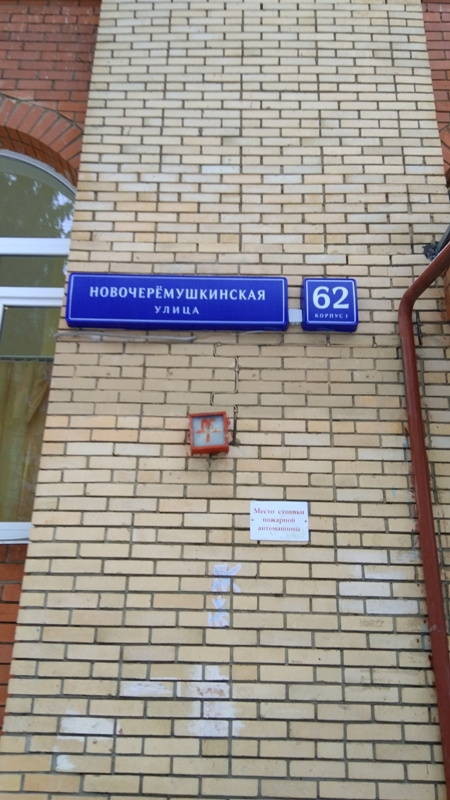 НОВОЧЕРЁМУШКИНСКАЯ
УЛИЦА
62
КОРПУС 1
Место стоянки
пожарной
автомашины